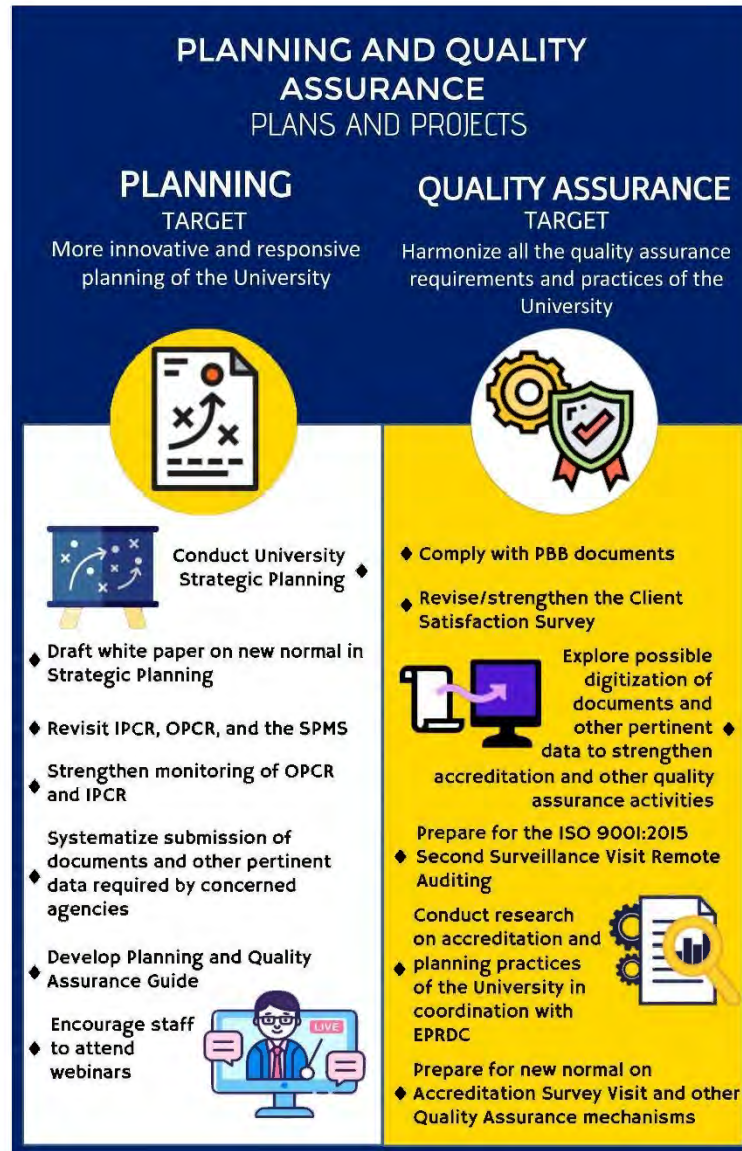 PLANNING AND QUALITY
ASSURANCE
PLANS AND PROJECTS
PLANNING
TARGET
More innovative and responsive
planning of the University
Conduct University
Strategic Planning
Draft white paper on new normal in
Strategic Planning
Revisit IPCR, OPCR, and the SPMS
Strengthen monitoring of OPCR
and IPCR
Systematize submission of
documents and other pertinent
data required by concerned
agencies
Develop Planning and Quality
Assurance Guide
Encourage staff
to attend
webinars
LIVE
QUALITY ASSURANCE
TARGET
Harmonize all the quality assurance
requirements and practices of the
University
Comply with PBB documents
Revise/strengthen the Client
Satisfaction Survey
Explore possible
digitization of
documents and
other pertinent
data to strengthen
accreditation and other quality
assurance activities
Prepare for the ISO 9001:2015
Second Surveillance Visit Remote
Auditing
Conduct research
on accreditation and
planning practices
of the University in
coordination with
EPRDC
Prepare for new normal on
Accreditation Survey Visit and other
Quality Assurance mechanisms